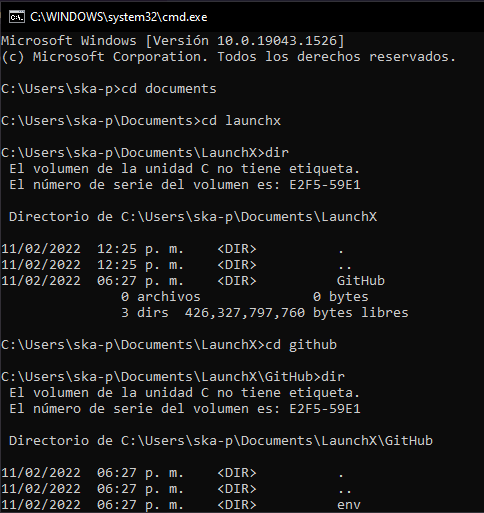 C:\WINDOWS\system32\cmd.exe
Microsoft Windows [Versión 10.0.19043.1526]
(c) Microsoft Corporation. Todos los derechos reservados.
C:\Users\ska-p>cd documents
C:\Users\ska-p\Documents>cd launchx
C:\Users\ska-p\Documents\LaunchX>dir
 El volumen de la unidad C no tiene etiqueta.
 El número de serie del volumen es: E2F5-59E1
 Directorio de C:\Users\ska-p\Documents\LaunchX
11/02/2022  12:25 p. m.    <DIR>          .
11/02/2022  12:25 p. m.    <DIR>          ..
11/02/2022  06:27 p. m.    <DIR>          GitHub
               0 archivos              0 bytes
               3 dirs  426,327,797,760 bytes libres
C:\Users\ska-p\Documents\LaunchX>cd github
C:\Users\ska-p\Documents\LaunchX\GitHub>dir
 El volumen de la unidad C no tiene etiqueta.
 El número de serie del volumen es: E2F5-59E1
 Directorio de C:\Users\ska-p\Documents\LaunchX\GitHub
11/02/2022  06:27 p. m.    <DIR>          .
11/02/2022  06:27 p. m.    <DIR>          ..
11/02/2022  06:27 p. m.    <DIR>          env